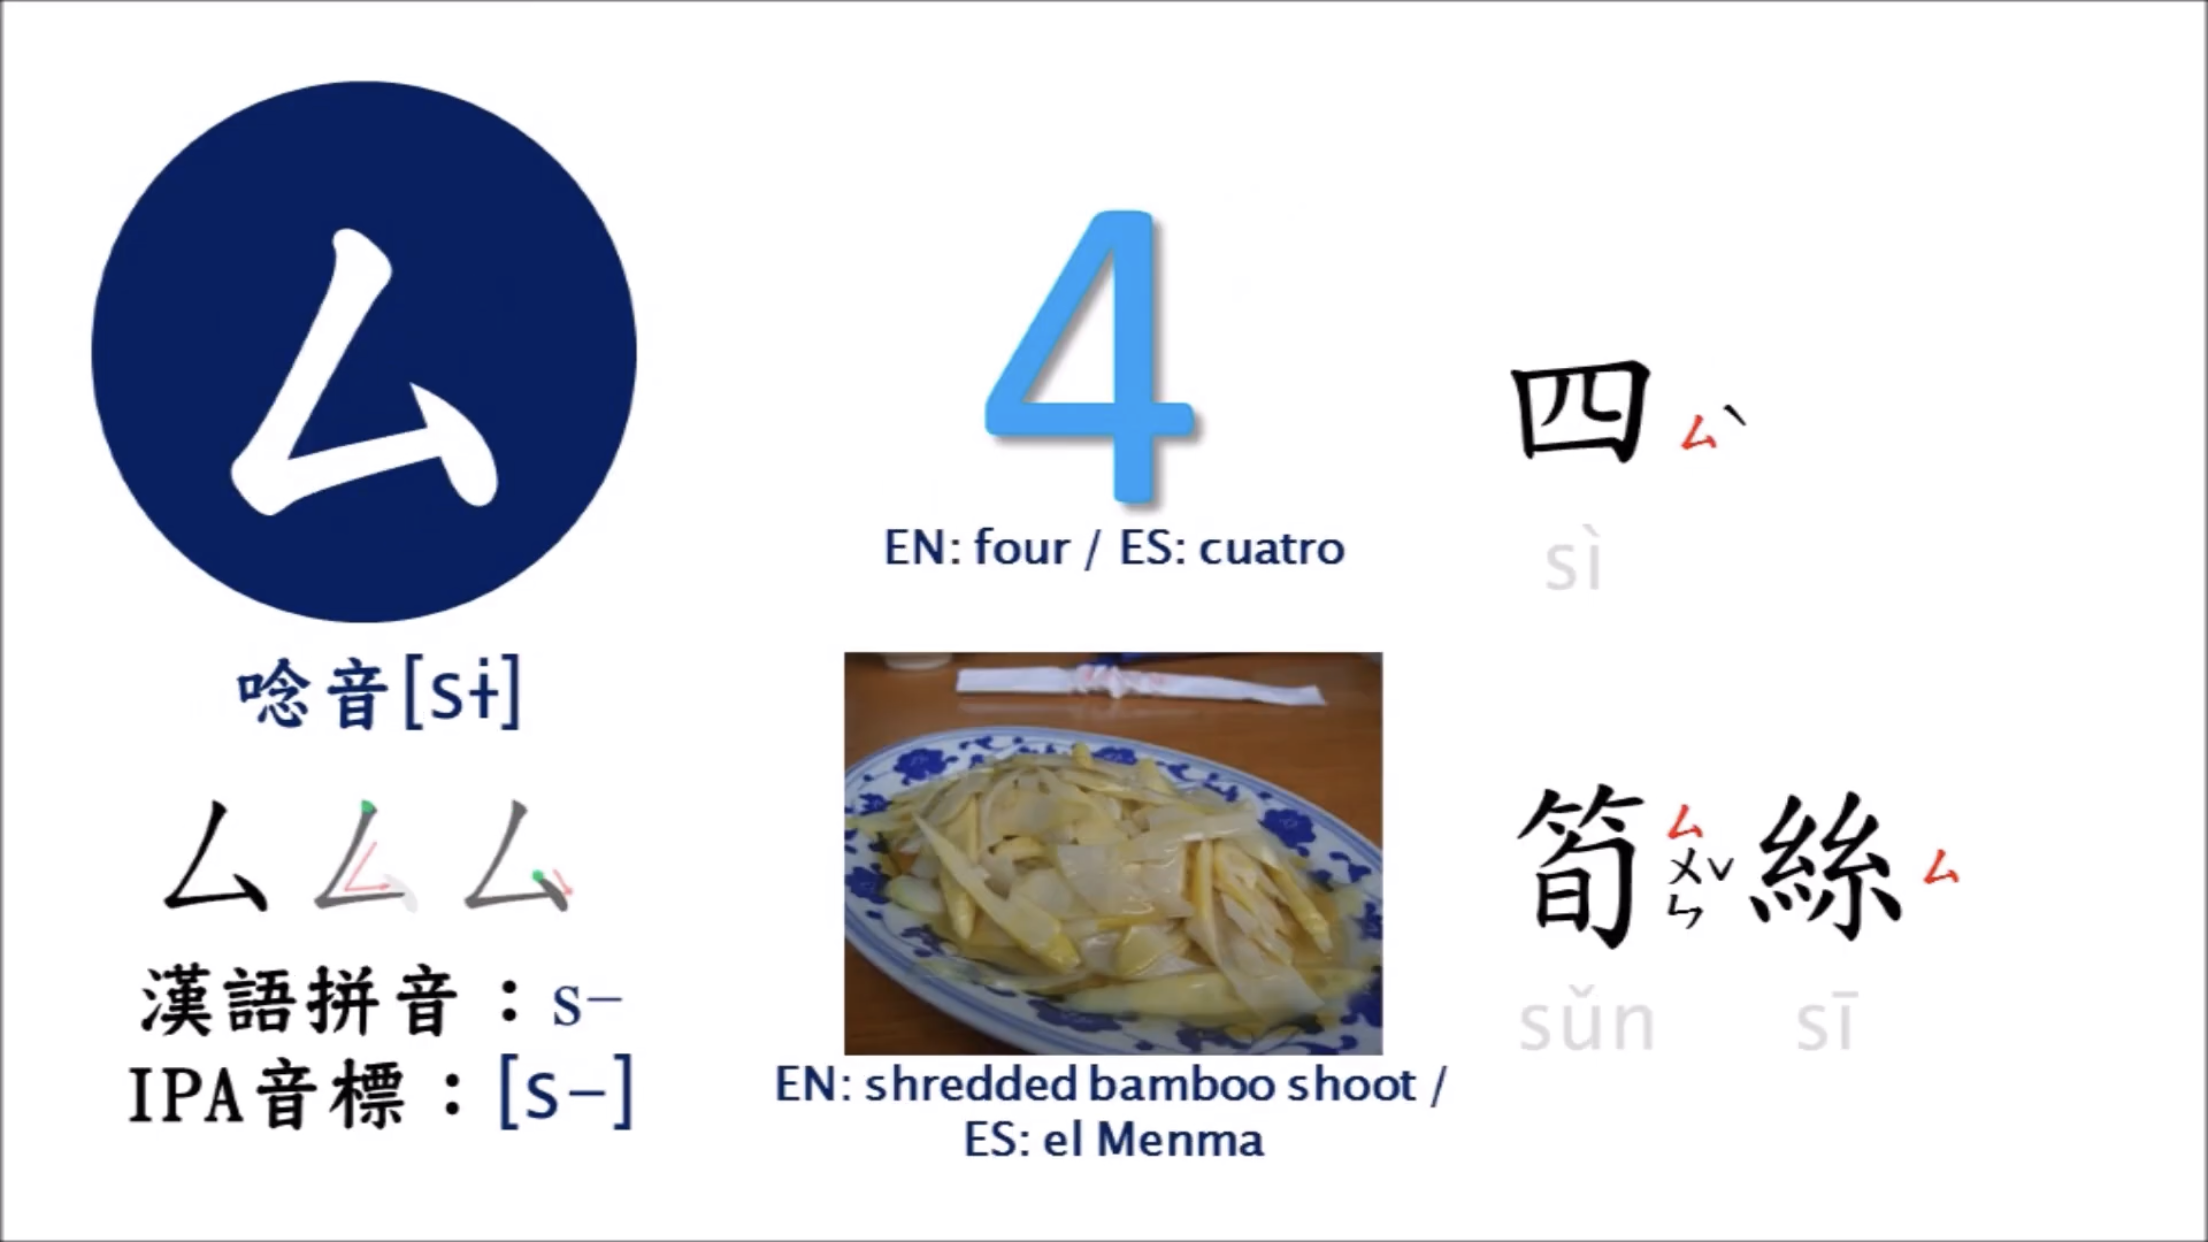 ㄙ
唸音[sɨ]
ㄙ ㄙ ㄙ
漢語拼音：s-
IPA音標：[s-]
4
EN: four / ES: cuatro
EN: shredded bamboo shoot /
ES: el Menma
四 ㄙˋ
sì
筍 ㄙㄨㄣˇ 絲 ㄙ
sǔn sī